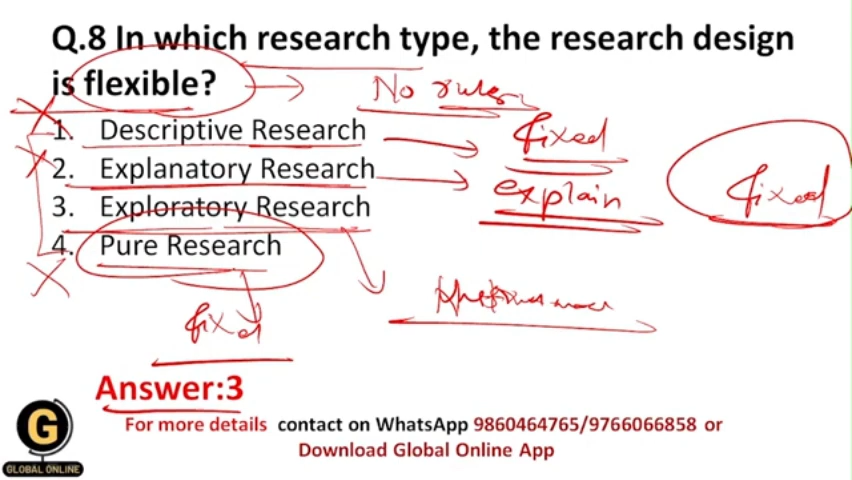 Q.8 In which research type, the research design
is flexible?
No rules
1. Descriptive Research
fixed
2. Explanatory Research
explain
fixed
3. Exploratory Research
4. Pure Research
fixed
Answer:3
For more details contact on WhatsApp 9860464765/9766066858 or
Download Global Online App
G
GLOBAL ONLINE